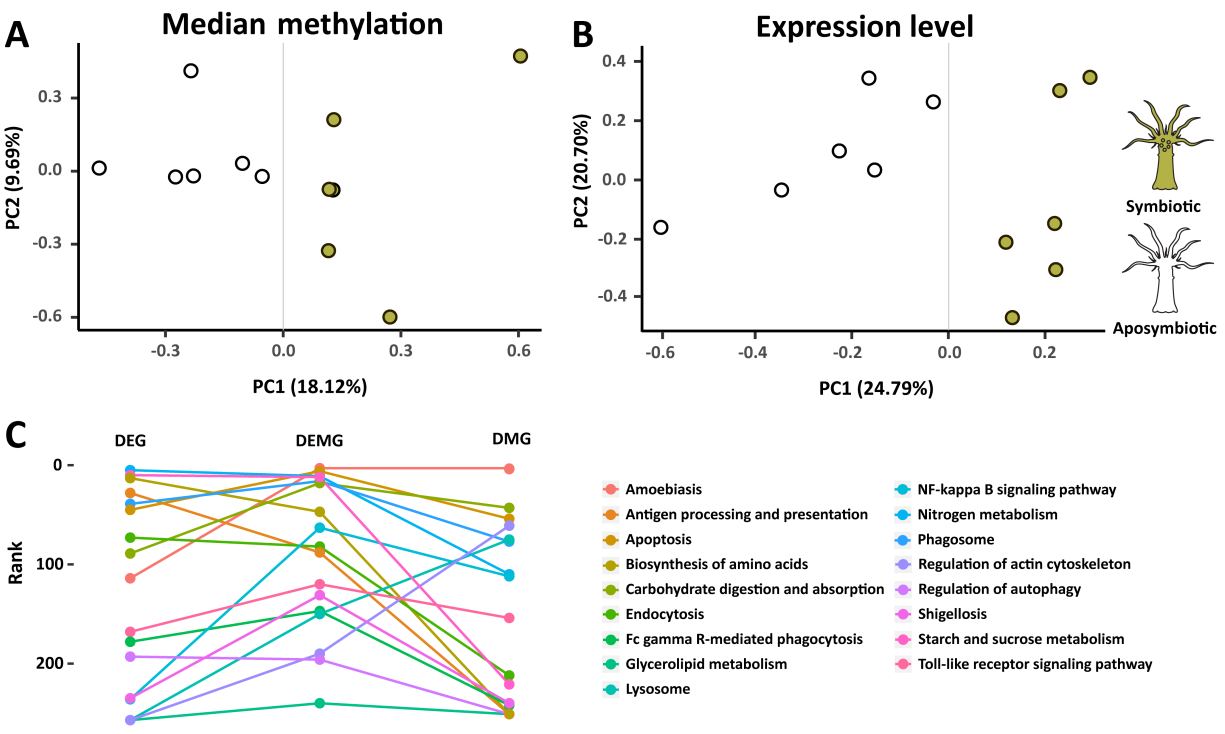 A
Median methylation
0.3
0.0
-0.3
-0.6
PC2 (9.69%)
-0.3
0.0
0.3
0.6
PC1 (18.12%)
B
Expression level
0.4
0.2
0.0
-0.2
-0.4
PC2 (20.70%)
-0.6
-0.4
-0.2
0.0
0.2
PC1 (24.79%)
Symbiotic
Aposymbiotic
C
DEG
DEMG
DMG
0
100
200
Rank
Amoebiasis
Antigen processing and presentation
Apoptosis
Biosynthesis of amino acids
Carbohydrate digestion and absorption
Endocytosis
Fc gamma R-mediated phagocytosis
Glycerolipid metabolism
Lysosome
NF-kappa B signaling pathway
Nitrogen metabolism
Phagosome
Regulation of actin cytoskeleton
Regulation of autophagy
Shigellosis
Starch and sucrose metabolism
Toll-like receptor signaling pathway